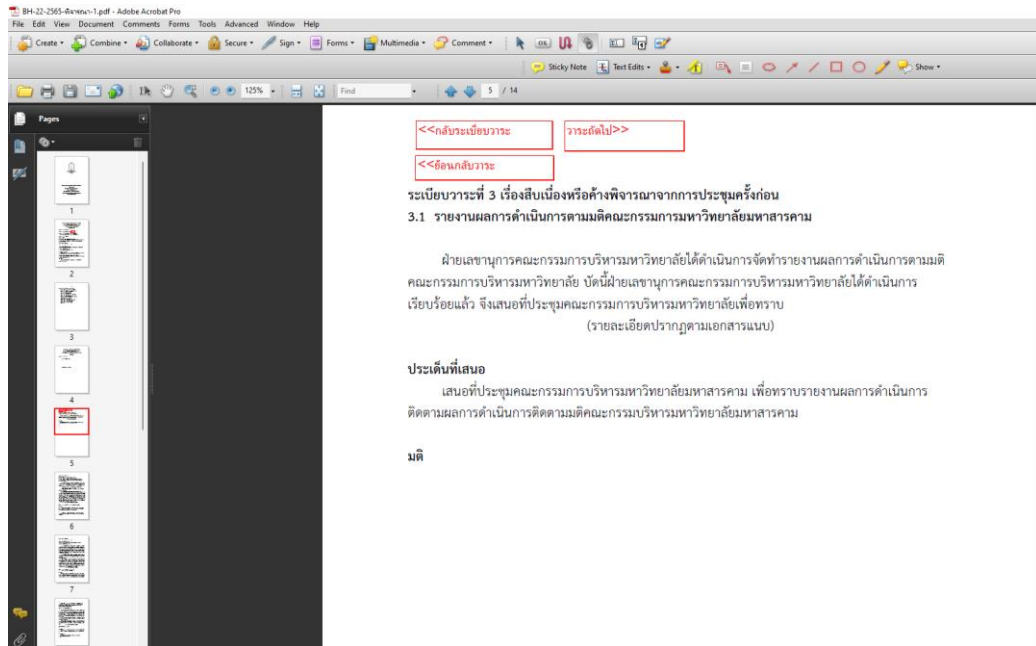 BH-22-2565-พิจารณา-1.pdf - Adobe Acrobat Pro
File Edit View Document Comments Forms Tools Advanced Window Help
Create Combine Collaborate Secure Sign Forms Multimedia Comment
Sticky Note Text Edits Show
125% Find 5 / 14
Pages
<<กลับระเบียบวาระ วาระถัดไป>>
<<ย้อนกลับวาระ
ระเบียบวาระที่ 3 เรื่องสืบเนื่องหรือค้างพิจารณาจากการประชุมครั้งก่อน
3.1 รายงานผลการดำเนินการตามมติคณะกรรมการมหาวิทยาลัยมหาสารคาม
ฝ่ายเลขานุการคณะกรรมการบริหารมหาวิทยาลัยได้ดำเนินการจัดทำรายงานผลการดำเนินการตามมติ
คณะกรรมการบริหารมหาวิทยาลัย บัดนี้ฝ่ายเลขานุการคณะกรรมการบริหารมหาวิทยาลัยได้ดำเนินการ
เรียบร้อยแล้ว จึงเสนอที่ประชุมคณะกรรมการบริหารมหาวิทยาลัยเพื่อทราบ
(รายละเอียดปรากฏตามเอกสารแนบ)
ประเด็นที่เสนอ
เสนอที่ประชุมคณะกรรมการบริหารมหาวิทยาลัยมหาสารคาม เพื่อทราบรายงานผลการดำเนินการ
ติดตามผลการดำเนินการติดตามมติคณะกรรมบริหารมหาวิทยาลัยมหาสารคาม
มติ
1
2
3
4
5
6
7